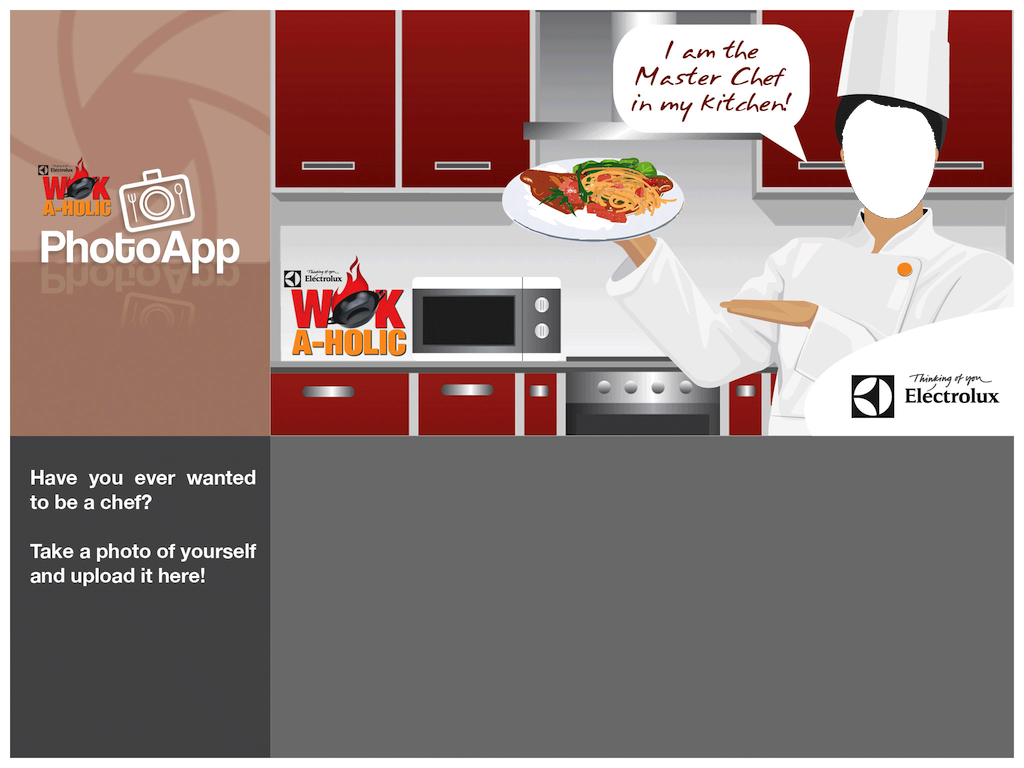 Thinking of you
Electrolux
WOK
A-HOLIC
PhotoApp
I am the
Master Chef
in my Kitchen!
Thinking of you
Electrolux
WOK
A-HOLIC
Thinking of you
Electrolux
Have you ever wanted
to be a chef?
Take a photo of yourself
and upload it here!